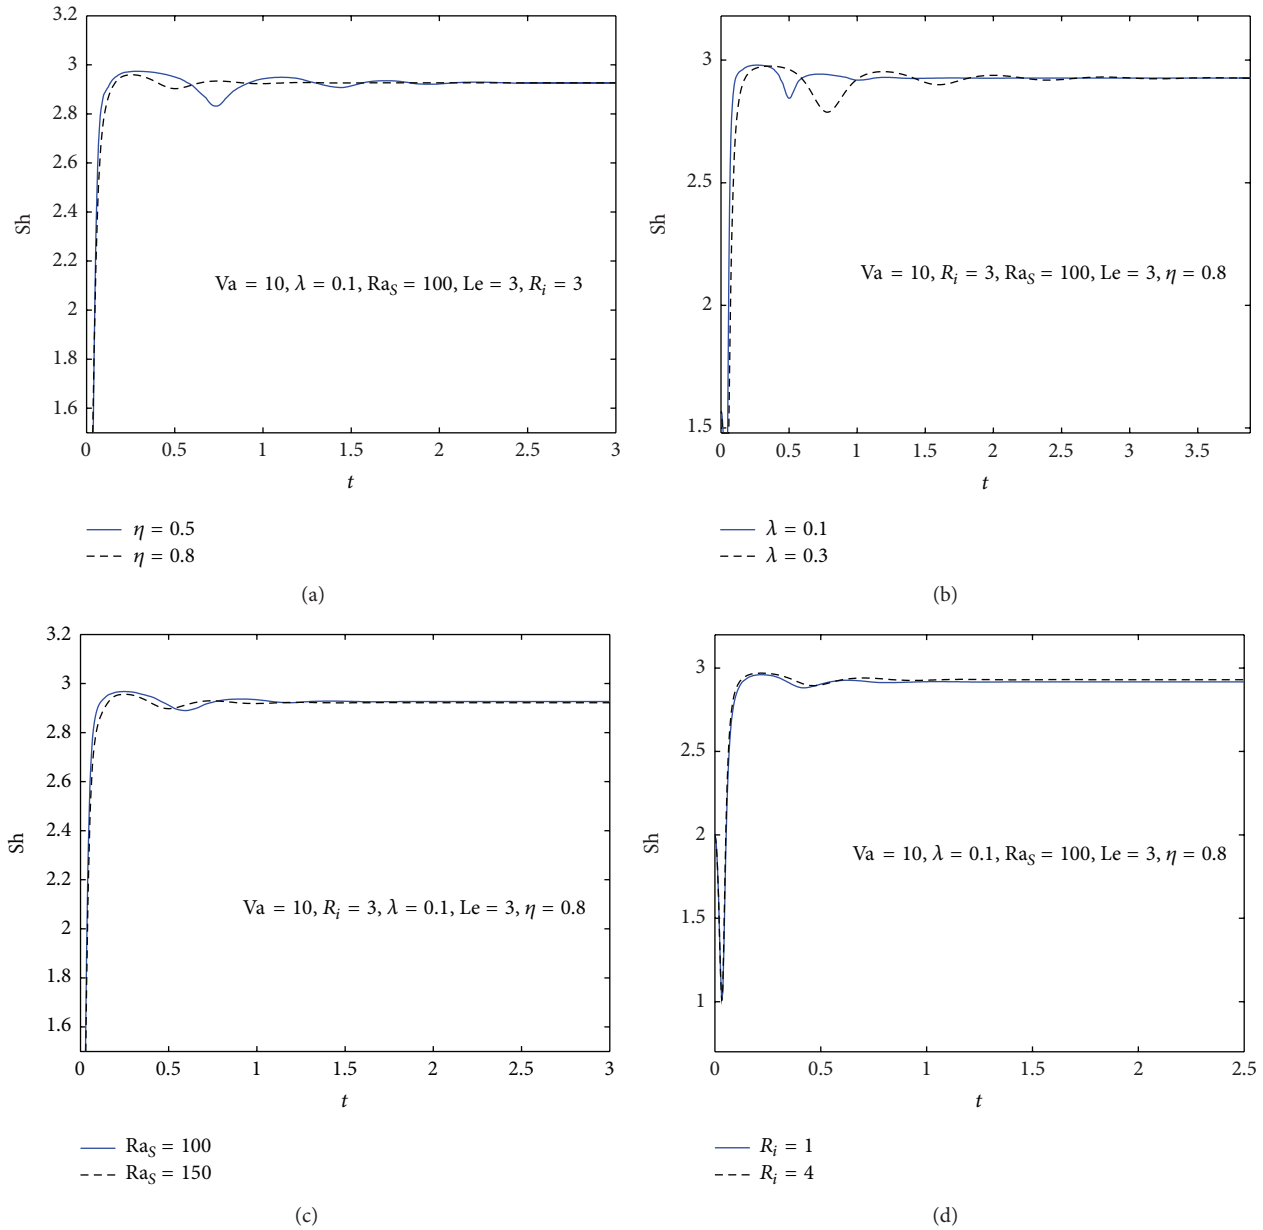 3.2
3
2.8
2.6
2.4
2.2
2
1.8
1.6
Sh
Va = 10, λ = 0.1, Ra_S = 100, Le = 3, R_i = 3
0 0.5 1 1.5 2 2.5 3
t
η = 0.5
η = 0.8
(a)
3
2.5
2
1.5
Sh
Va = 10, R_i = 3, Ra_S = 100, Le = 3, η = 0.8
0 0.5 1 1.5 2 2.5 3 3.5
t
λ = 0.1
λ = 0.3
(b)
3.2
3
2.8
2.6
2.4
2.2
2
1.8
1.6
Sh
Va = 10, R_i = 3, λ = 0.1, Le = 3, η = 0.8
0 0.5 1 1.5 2 2.5 3
t
Ra_S = 100
Ra_S = 150
(c)
3
2.5
2
1.5
1
Sh
Va = 10, λ = 0.1, Ra_S = 100, Le = 3, η = 0.8
0 0.5 1 1.5 2 2.5
t
R_i = 1
R_i = 4
(d)